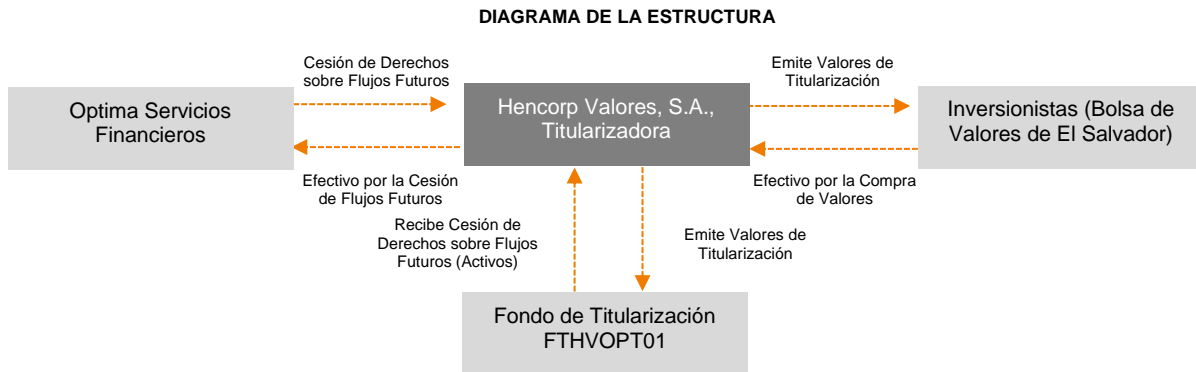 DIAGRAMA DE LA ESTRUCTURA
Cesión de Derechos
sobre Flujos Futuros
Emite Valores de
Titularización
Optima Servicios
Financieros
Hencorp Valores, S.A.,
Titularizadora
Inversionistas (Bolsa de
Valores de El Salvador)
Efectivo por la Cesión
de Flujos Futuros
Efectivo por la Compra
de Valores
Recibe Cesión de
Derechos sobre Flujos
Futuros (Activos)
Emite Valores de
Titularización
Fondo de Titularización
FTHVOPT01